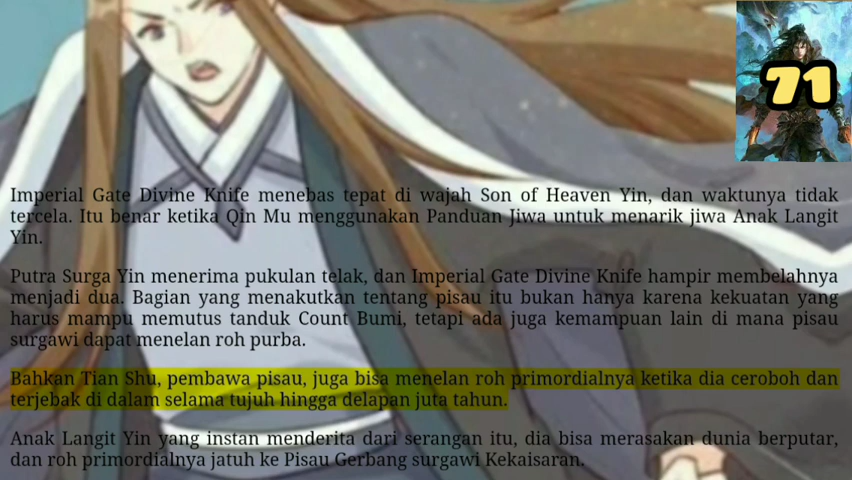 71
Imperial Gate Divine Knife menebas tepat di wajah Son of Heaven Yin, dan waktunya tidak
tercela. Itu benar ketika Qin Mu menggunakan Panduan Jiwa untuk menarik jiwa Anak Langit
Yin.
Putra Surga Yin menerima pukulan telak, dan Imperial Gate Divine Knife hampir membelahnya
menjadi dua. Bagian yang menakutkan tentang pisau itu bukan hanya karena kekuatan yang
harus mampu memutus tanduk Count Bumi, tetapi ada juga kemampuan lain di mana pisau
surgawi dapat menelan roh purba.
Bahkan Tian Shu, pembawa pisau, juga bisa menelan roh primordialnya ketika dia ceroboh dan
terjebak di dalam selama tujuh hingga delapan juta tahun.
Anak Langit Yin yang instan menderita dari serangan itu, dia bisa merasakan dunia berputar,
dan roh primordialnya jatuh ke Pisau Gerbang surgawi Kekaisaran.